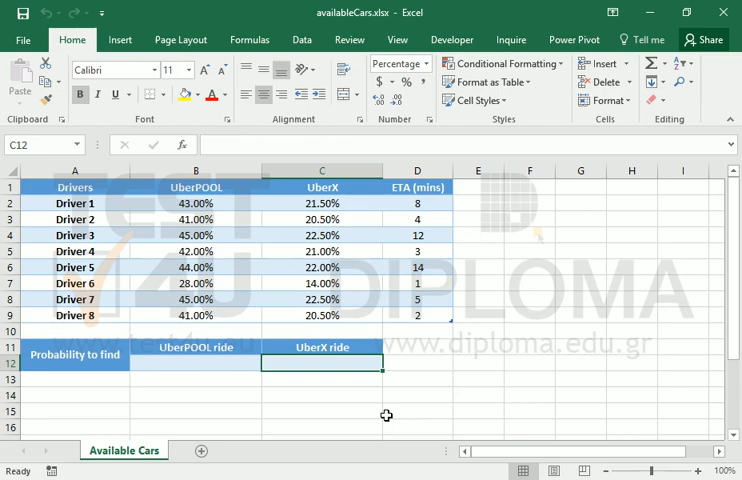 availableCars.xlsx - Excel
File Home Insert Page Layout Formulas Data Review View Developer Inquire Power Pivot Tell me Share
Calibri 11 Percentage Conditional Formatting Insert
Paste B I U A $ % , Format as Table Delete
Cell Styles Format
Clipboard Font Alignment Number Styles Cells Editing
C12 fx
A B C D E F G H I
1 Drivers UberPOOL UberX ETA (mins)
2 Driver 1 43.00% 21.50% 8
3 Driver 2 41.00% 20.50% 4
4 Driver 3 45.00% 22.50% 12
5 Driver 4 42.00% 21.00% 3
6 Driver 5 44.00% 22.00% 14
7 Driver 6 28.00% 14.00% 1
8 Driver 7 45.00% 22.50% 5
9 Driver 8 41.00% 20.50% 2
10
11 Probability to find UberPOOL ride UberX ride
12
13
14
15
16
TEST 4U DIPLOMA
www.test4u.eu www.diploma.edu.gr
Available Cars
Ready 100%